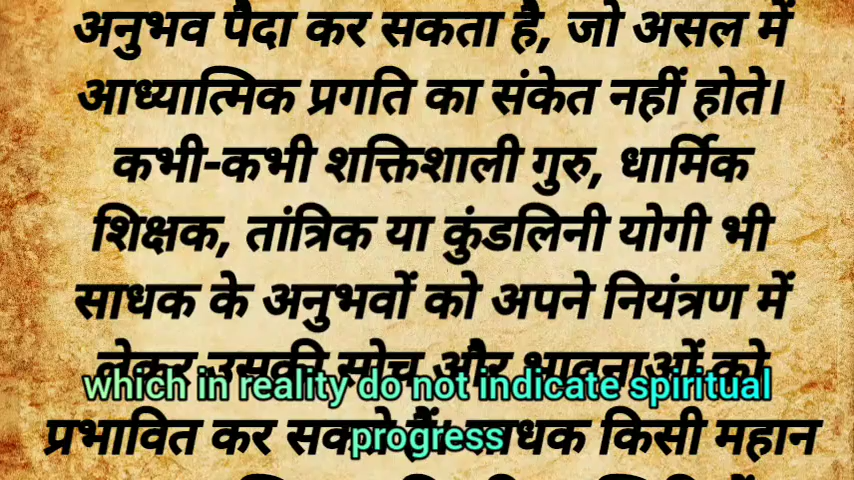 अनुभव पैदा कर सकता है, जो असल में
आध्यात्मिक प्रगति का संकेत नहीं होते।
कभी-कभी शक्तिशाली गुरु, धार्मिक
शिक्षक, तांत्रिक या कुंडलिनी योगी भी
साधक के अनुभवों को अपने नियंत्रण में
लेकर उसकी सोच और भावनाओं को
which in reality do not indicate spiritual
प्रभावित कर सकते हैं। साधक किसी महान
progress